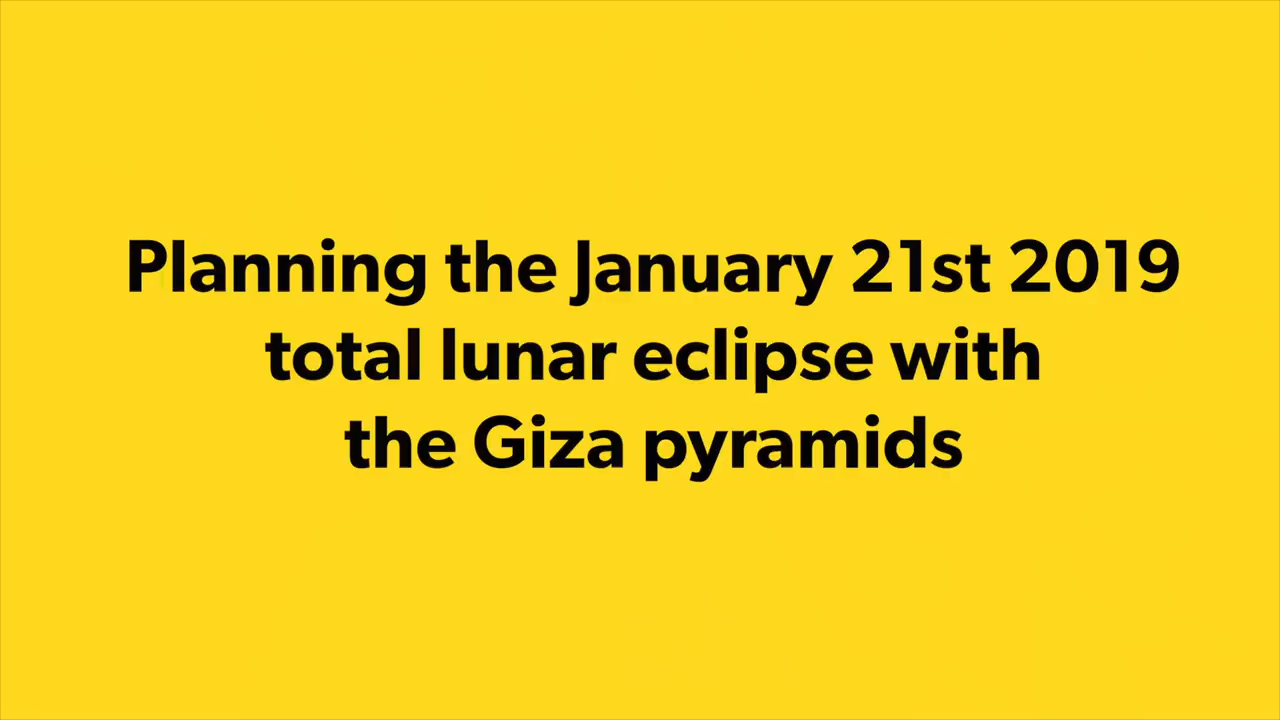 Planning the January 21st 2019
total lunar eclipse with
the Giza pyramids